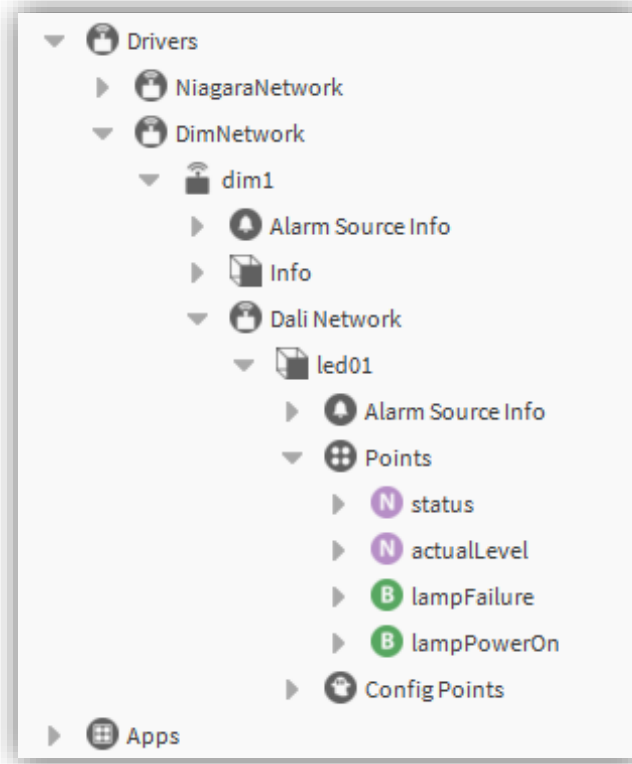 Drivers
NiagaraNetwork
DimNetwork
dim1
Alarm Source Info
Info
Dali Network
led01
Alarm Source Info
Points
N status
N actualLevel
B lampFailure
B lampPowerOn
Config Points
Apps